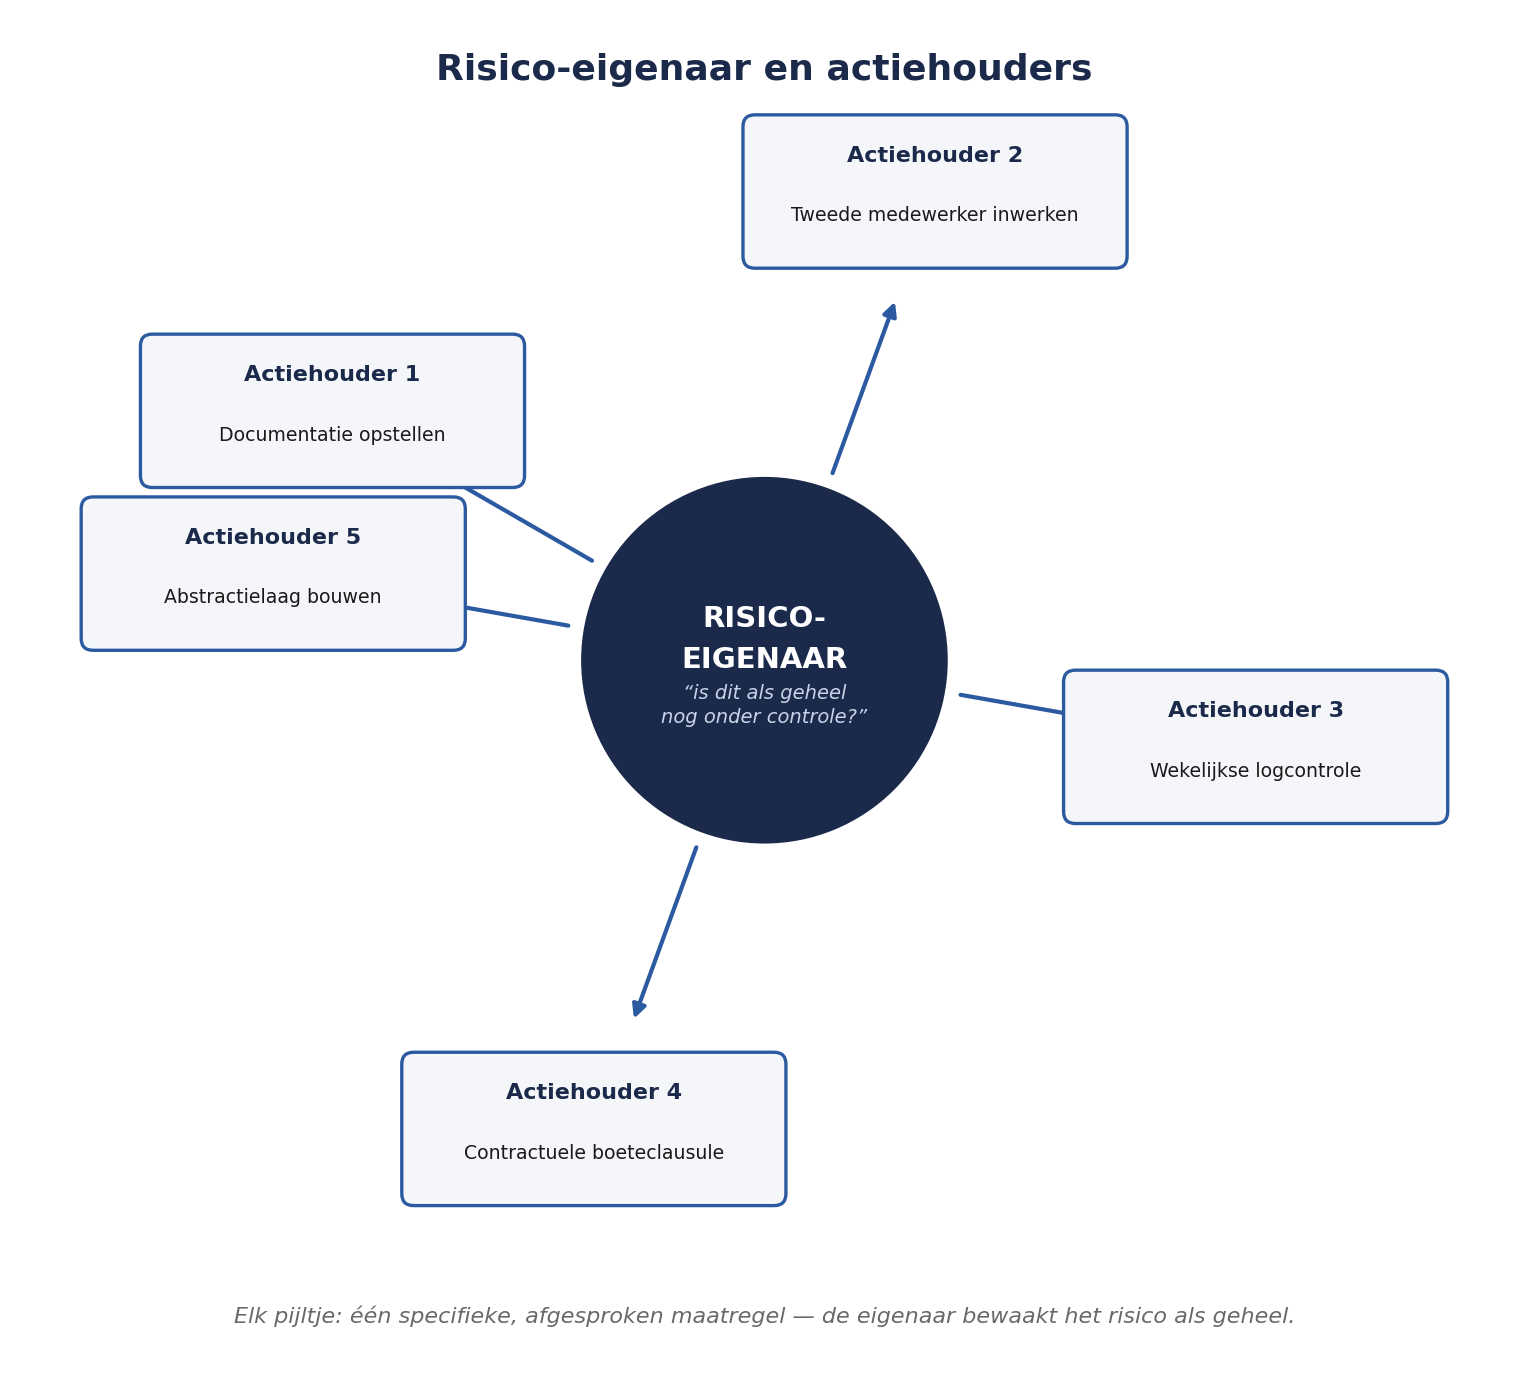 Risico-eigenaar en actiehouders
Actiehouder 2
Tweede medewerker inwerken
Actiehouder 1
Documentatie opstellen
Actiehouder 5
Abstractielaag bouwen
RISICO-
EIGENAAR
“is dit als geheel
nog onder controle?”
Actiehouder 3
Wekelijkse logcontrole
Actiehouder 4
Contractuele boeteclausule
Elk pijltje: één specifieke, afgesproken maatregel — de eigenaar bewaakt het risico als geheel.